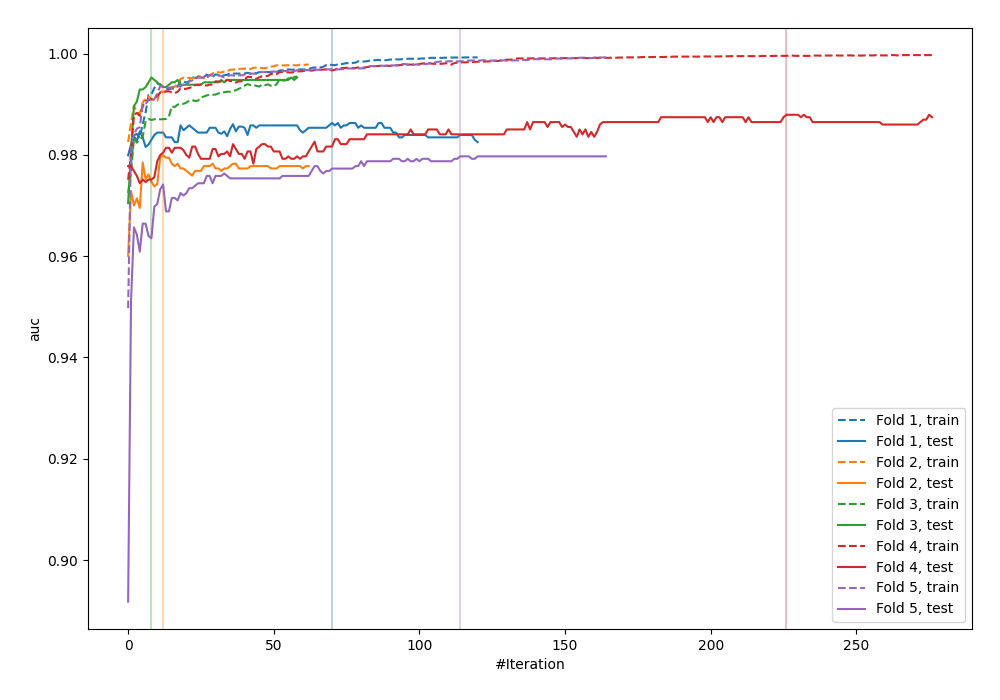 1.00
0.98
0.96
0.94
0.92
0.90
auc
0
50
100
150
200
250
#Iteration
Fold 1, train
Fold 1, test
Fold 2, train
Fold 2, test
Fold 3, train
Fold 3, test
Fold 4, train
Fold 4, test
Fold 5, train
Fold 5, test